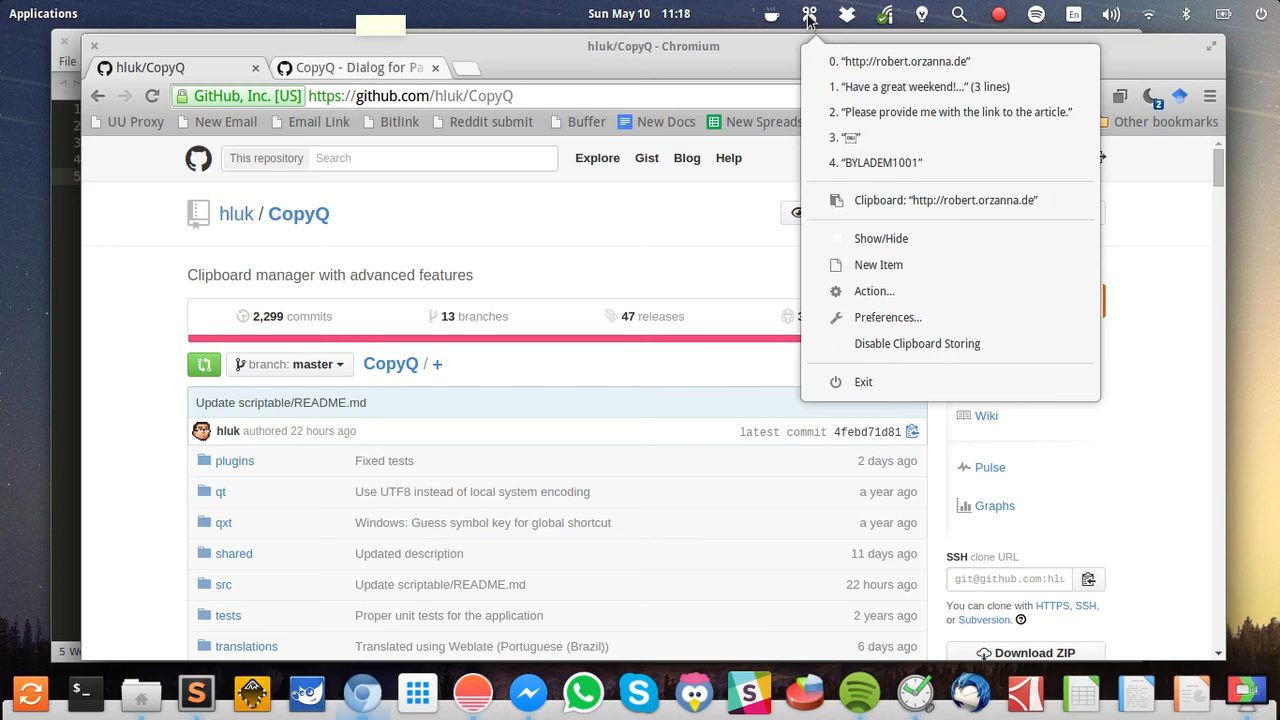 Applications
Sun May 10 11:18
En
File
hluk/CopyQ - Chromium
hluk/CopyQ
CopyQ - Dialog for Pa
GitHub, Inc. [US] https://github.com/hluk/CopyQ
2
UU Proxy New Email Email Link Bitlink Reddit submit Buffer New Docs New Spreads
Other bookmarks
This repository Search Explore Gist Blog Help
hluk / CopyQ
Clipboard manager with advanced features
2,299 commits 13 branches 47 releases
branch: master CopyQ / +
Update scriptable/README.md
hluk authored 22 hours ago latest commit 4febd71d81
plugins Fixed tests 2 days ago
qt Use UTF8 instead of local system encoding a year ago
qxt Windows: Guess symbol key for global shortcut a year ago
shared Updated description 11 days ago
src Update scriptable/README.md 22 hours ago
tests Proper unit tests for the application 2 years ago
translations Translated using Weblate (Portuguese (Brazil)) 6 days ago
0. “http://robert.orzanna.de”
1. “Have a great weekend!...” (3 lines)
2. “Please provide me with the link to the article.”
3. “￼”
4. “BYLADEM1001”
Clipboard: “http://robert.orzanna.de”
Show/Hide
New Item
Action...
Preferences...
Disable Clipboard Storing
Exit
Wiki
Pulse
Graphs
SSH clone URL
git@github.com:hlu
You can clone with HTTPS, SSH,
or Subversion.
Download ZIP
1
2
3
4
5